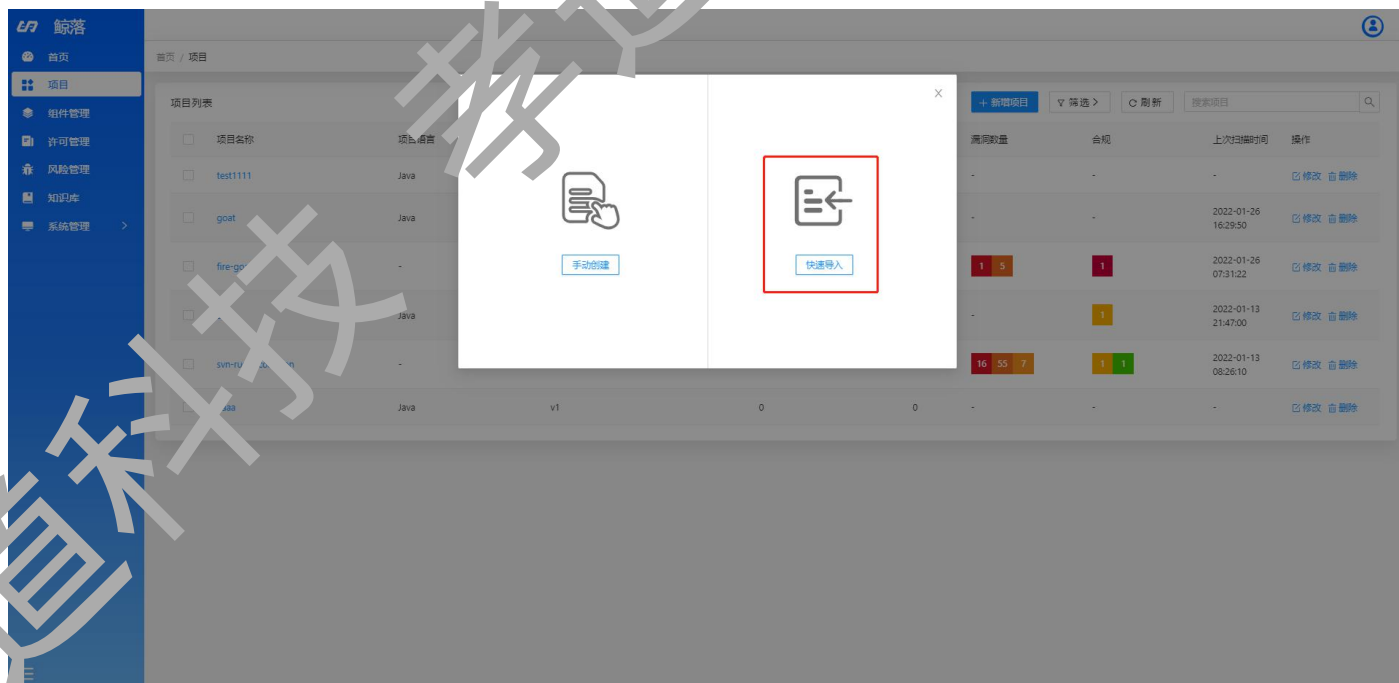 鲸落
首页
项目
组件管理
许可管理
风险管理
知识库
系统管理
首页 / 项目
项目列表
+ 新增项目 筛选 刷新 搜索项目
项目名称 项目语言 漏洞数量 合规 上次扫描时间 操作
test1111 Java - - - 修改 删除
goat Java - - 2022-01-26 16:29:50 修改 删除
- 1 5 1 2022-01-26 07:31:22 修改 删除
Java - 1 2022-01-13 21:47:00 修改 删除
- 16 55 7 1 1 2022-01-13 08:26:10 修改 删除
Java v1 0 0 - - - 修改 删除
手动创建
快速导入
道科技